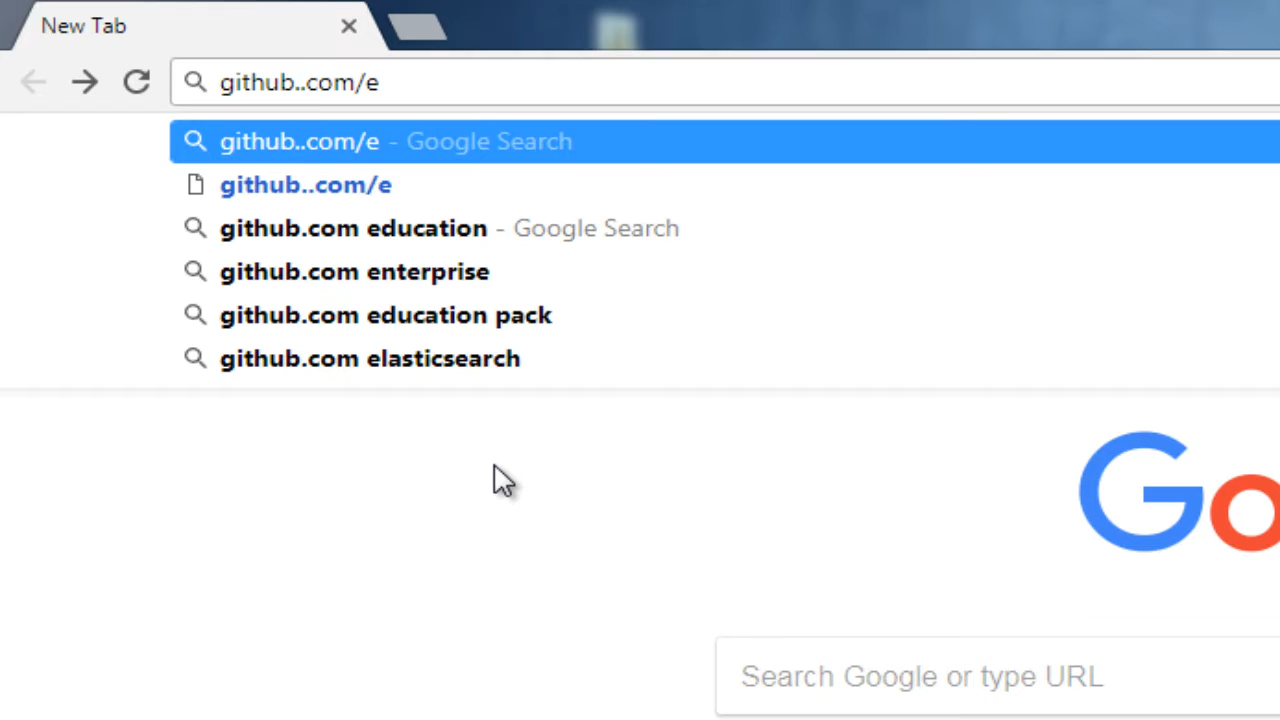 New Tab
github..com/e
github..com/e - Google Search
github..com/e
github.com education - Google Search
github.com enterprise
github.com education pack
github.com elasticsearch
Go
Search Google or type URL